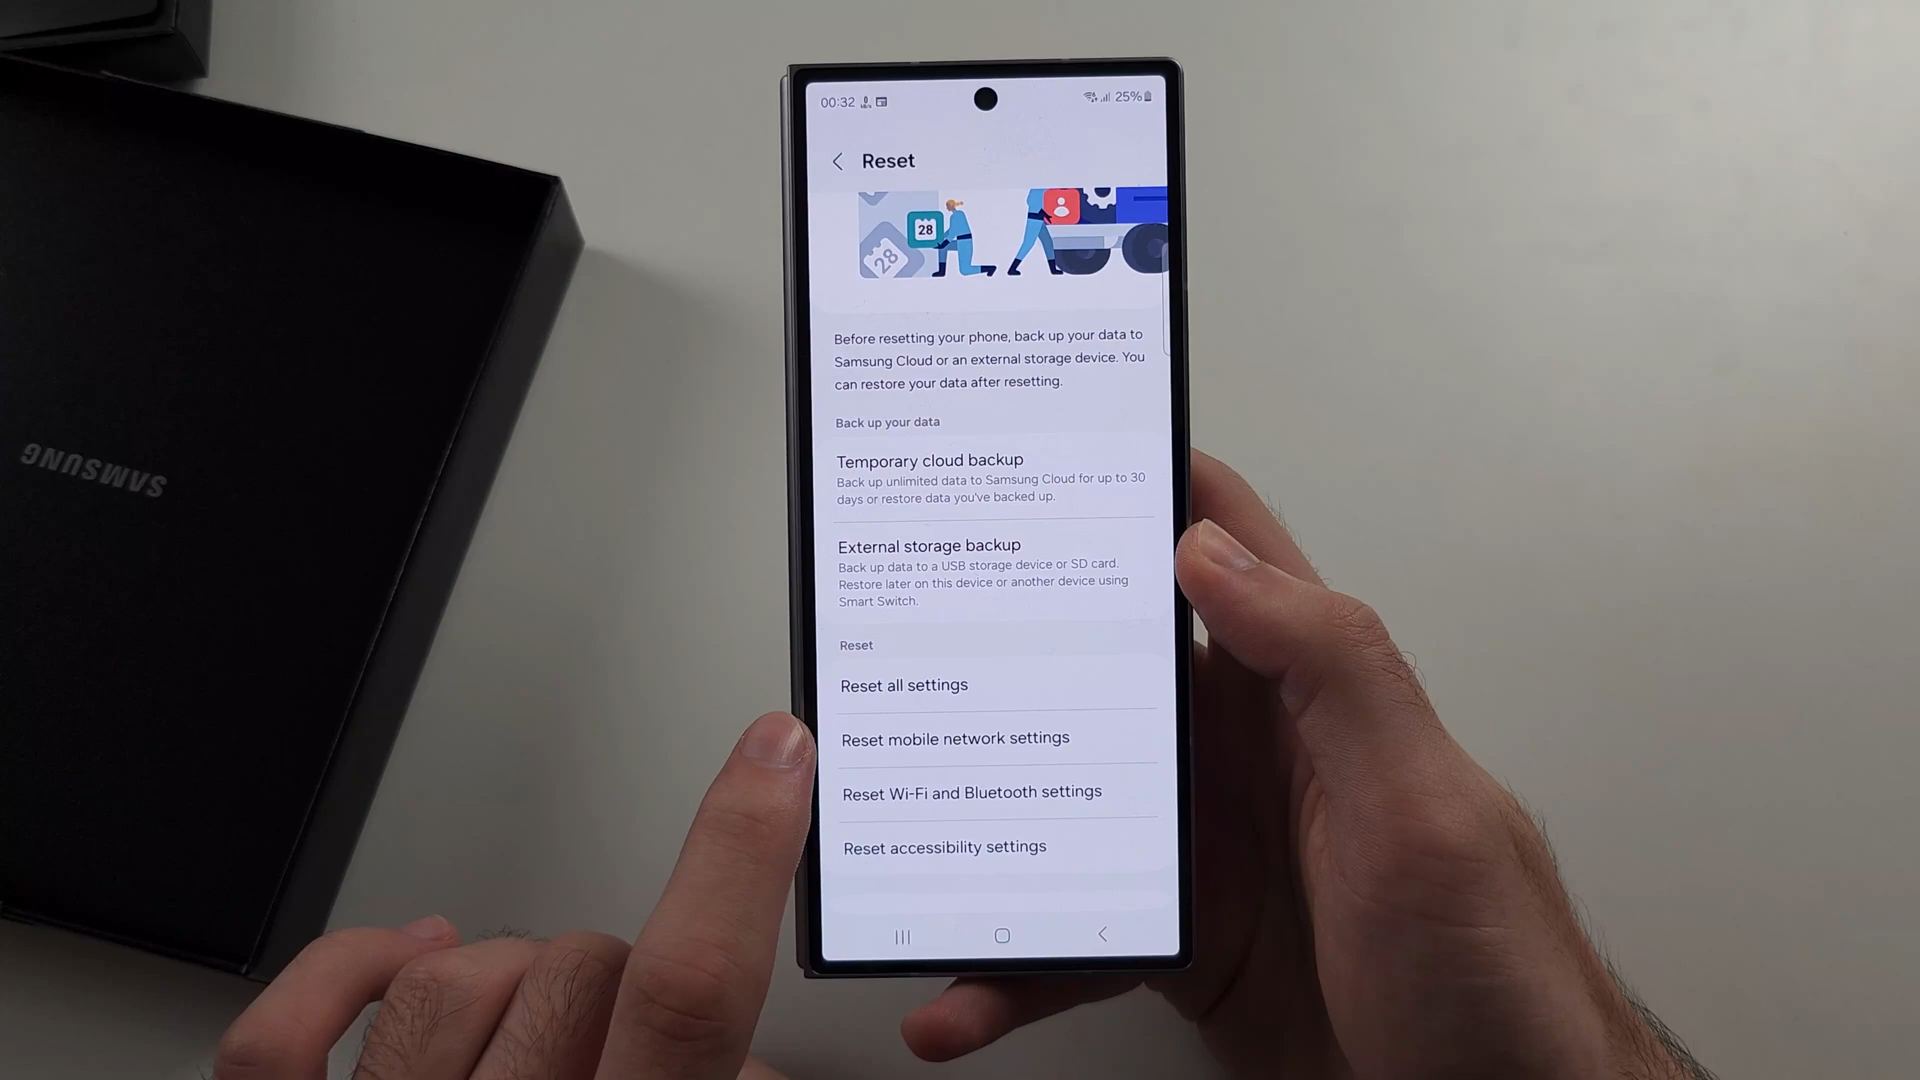 SAMSUNG
00:32
25%
Reset
28
28
Before resetting your phone, back up your data to
Samsung Cloud or an external storage device. You
can restore your data after resetting.
Back up your data
Temporary cloud backup
Back up unlimited data to Samsung Cloud for up to 30
days or restore data you've backed up.
External storage backup
Back up data to a USB storage device or SD card.
Restore later on this device or another device using
Smart Switch.
Reset
Reset all settings
Reset mobile network settings
Reset Wi-Fi and Bluetooth settings
Reset accessibility settings